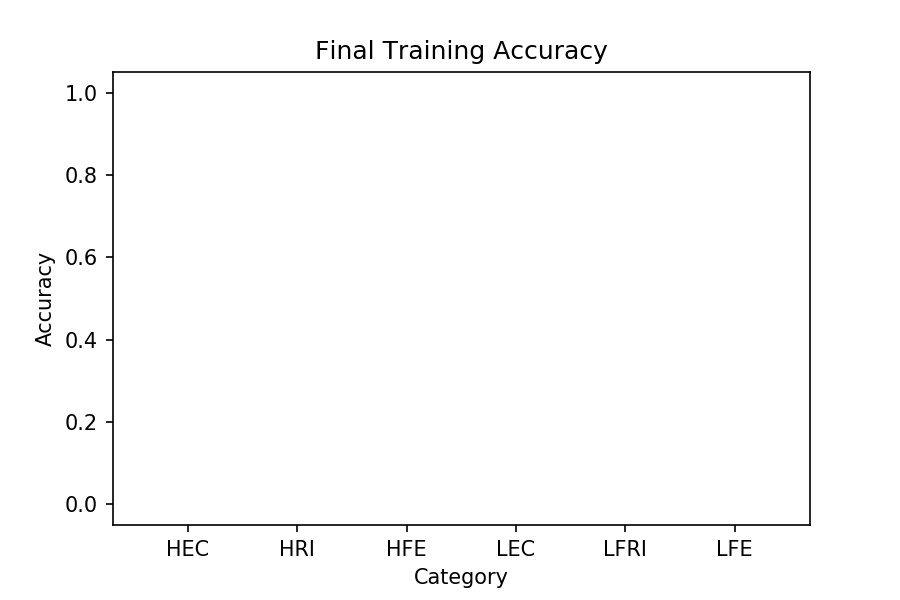 Final Training Accuracy
1.0
0.8
0.6
0.4
0.2
0.0
Accuracy
HEC HRI HFE LEC LFRI LFE
Category